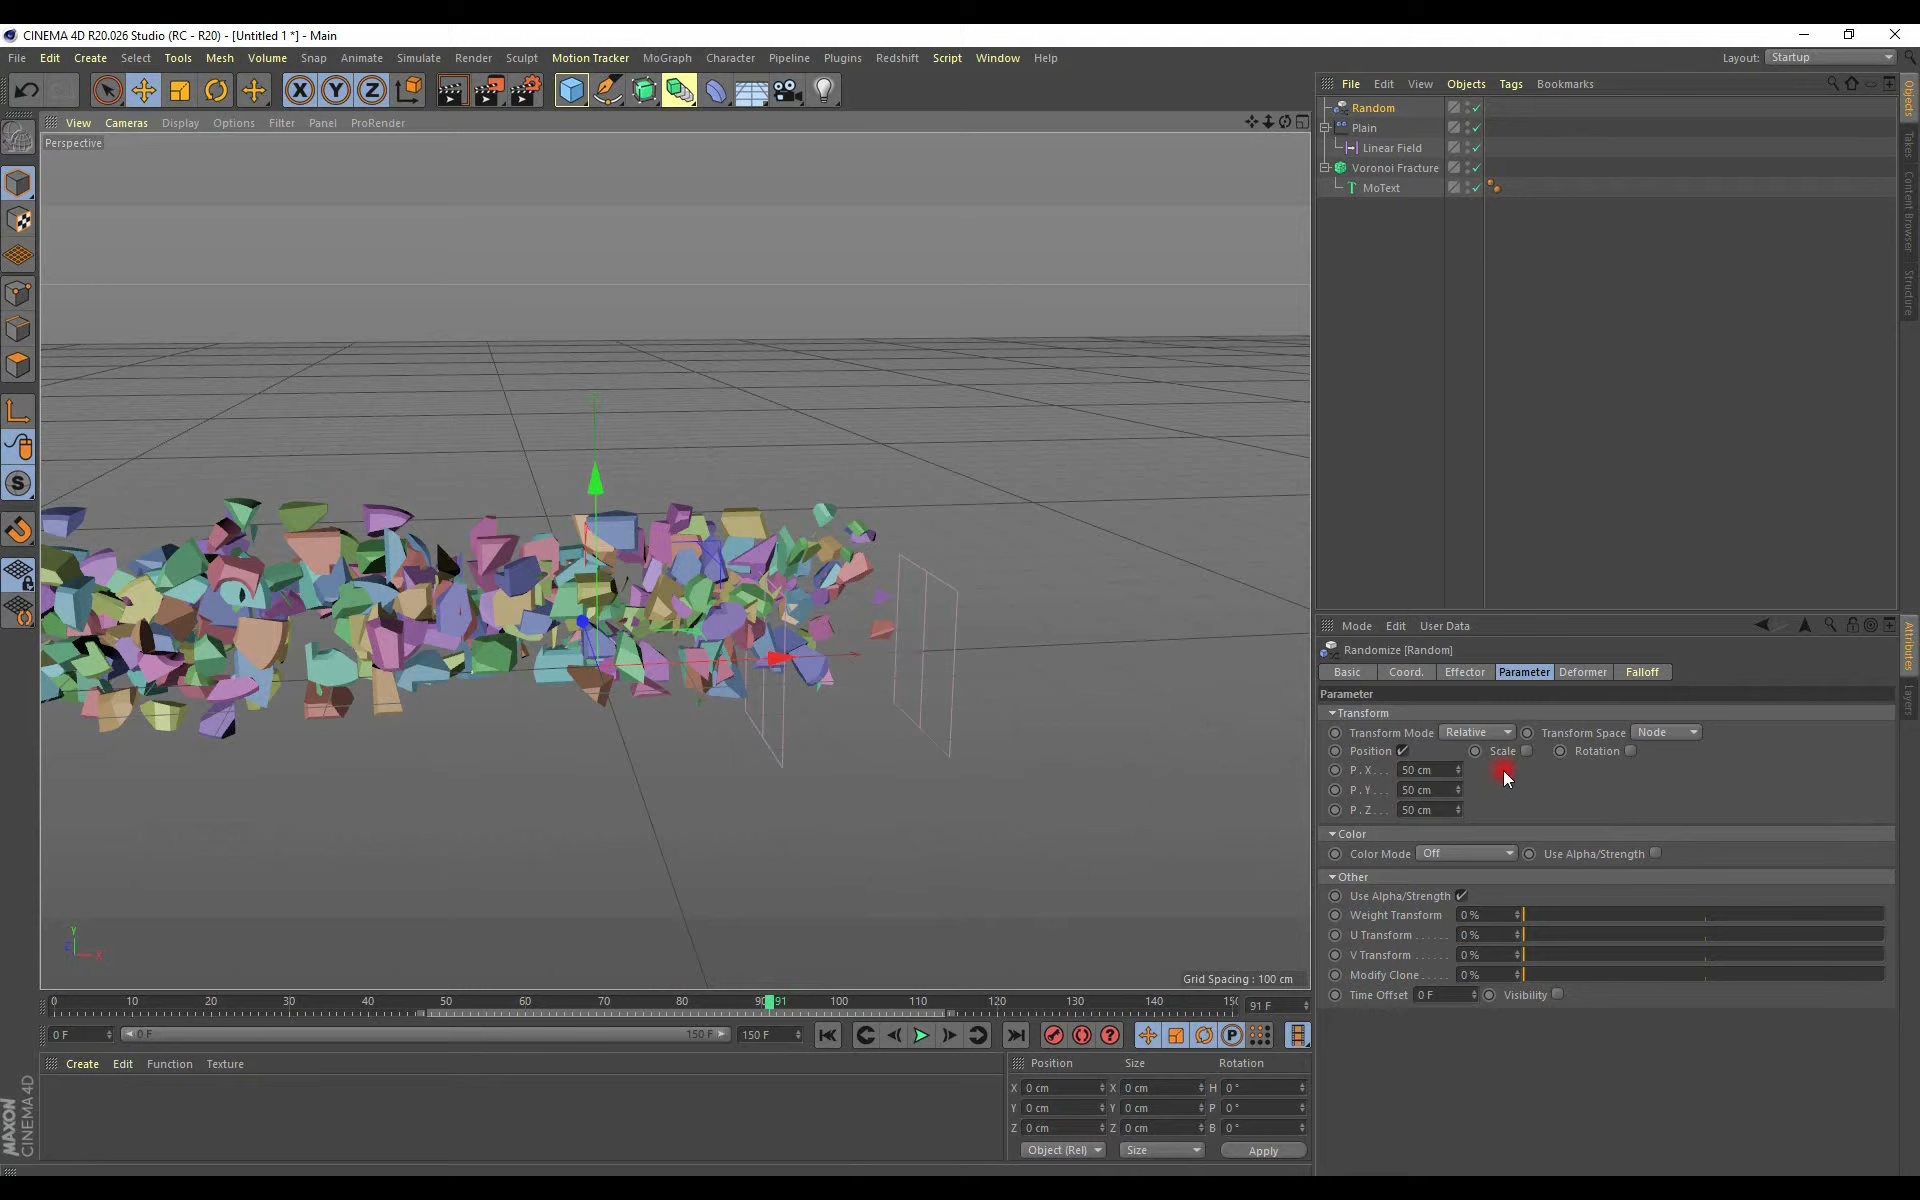 CINEMA 4D R20.026 Studio (RC - R20) - [Untitled 1 *] - Main
File Edit Create Select Tools Mesh Volume Snap Animate Simulate Render Sculpt Motion Tracker MoGraph Character Pipeline Plugins Redshift Script Window Help
Layout: Startup
X Y Z
View Cameras Display Options Filter Panel ProRender
Perspective
File Edit View Objects Tags Bookmarks
Random
Plain
Linear Field
Voronoi Fracture
MoText
Objects
Takes
Content Browser
Structure
Mode Edit User Data
Randomize [Random]
Basic Coord. Effector Parameter Deformer Falloff
Parameter
Transform
Transform Mode Relative Transform Space Node
Position Scale Rotation
P . X . . . 50 cm
P . Y . . . 50 cm
P . Z . . . 50 cm
Color
Color Mode Off Use Alpha/Strength
Other
Use Alpha/Strength
Weight Transform 0 %
U Transform . . . . . . 0 %
V Transform . . . . . . 0 %
Modify Clone . . . . . 0 %
Time Offset 0 F Visibility
Attributes
Layers
Y
Z
X
Grid Spacing : 100 cm
0 10 20 30 40 50 60 70 80 90 91 100 110 120 130 140 150
91 F
0 F 0 F 150 F 150 F
P
Create Edit Function Texture
Position Size Rotation
X 0 cm X 0 cm H 0 °
Y 0 cm Y 0 cm P 0 °
Z 0 cm Z 0 cm B 0 °
Object (Rel) Size Apply
MAXON
CINEMA 4D